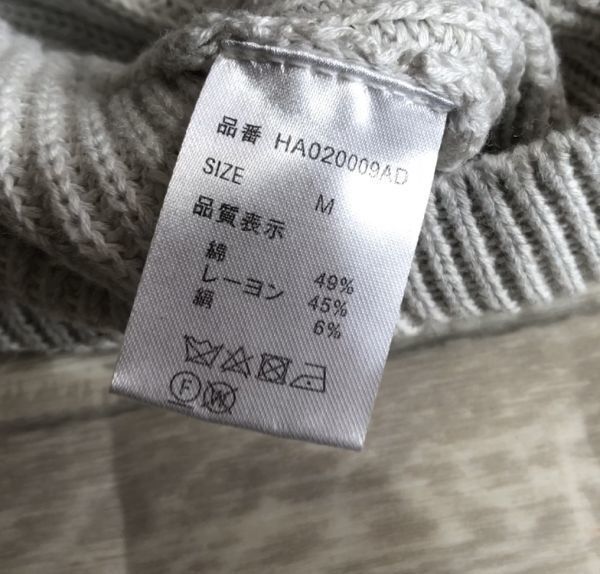 品番 HA020009AD
SIZE M
品質表示
綿 49%
レーヨン 45%
絹 6%
F W